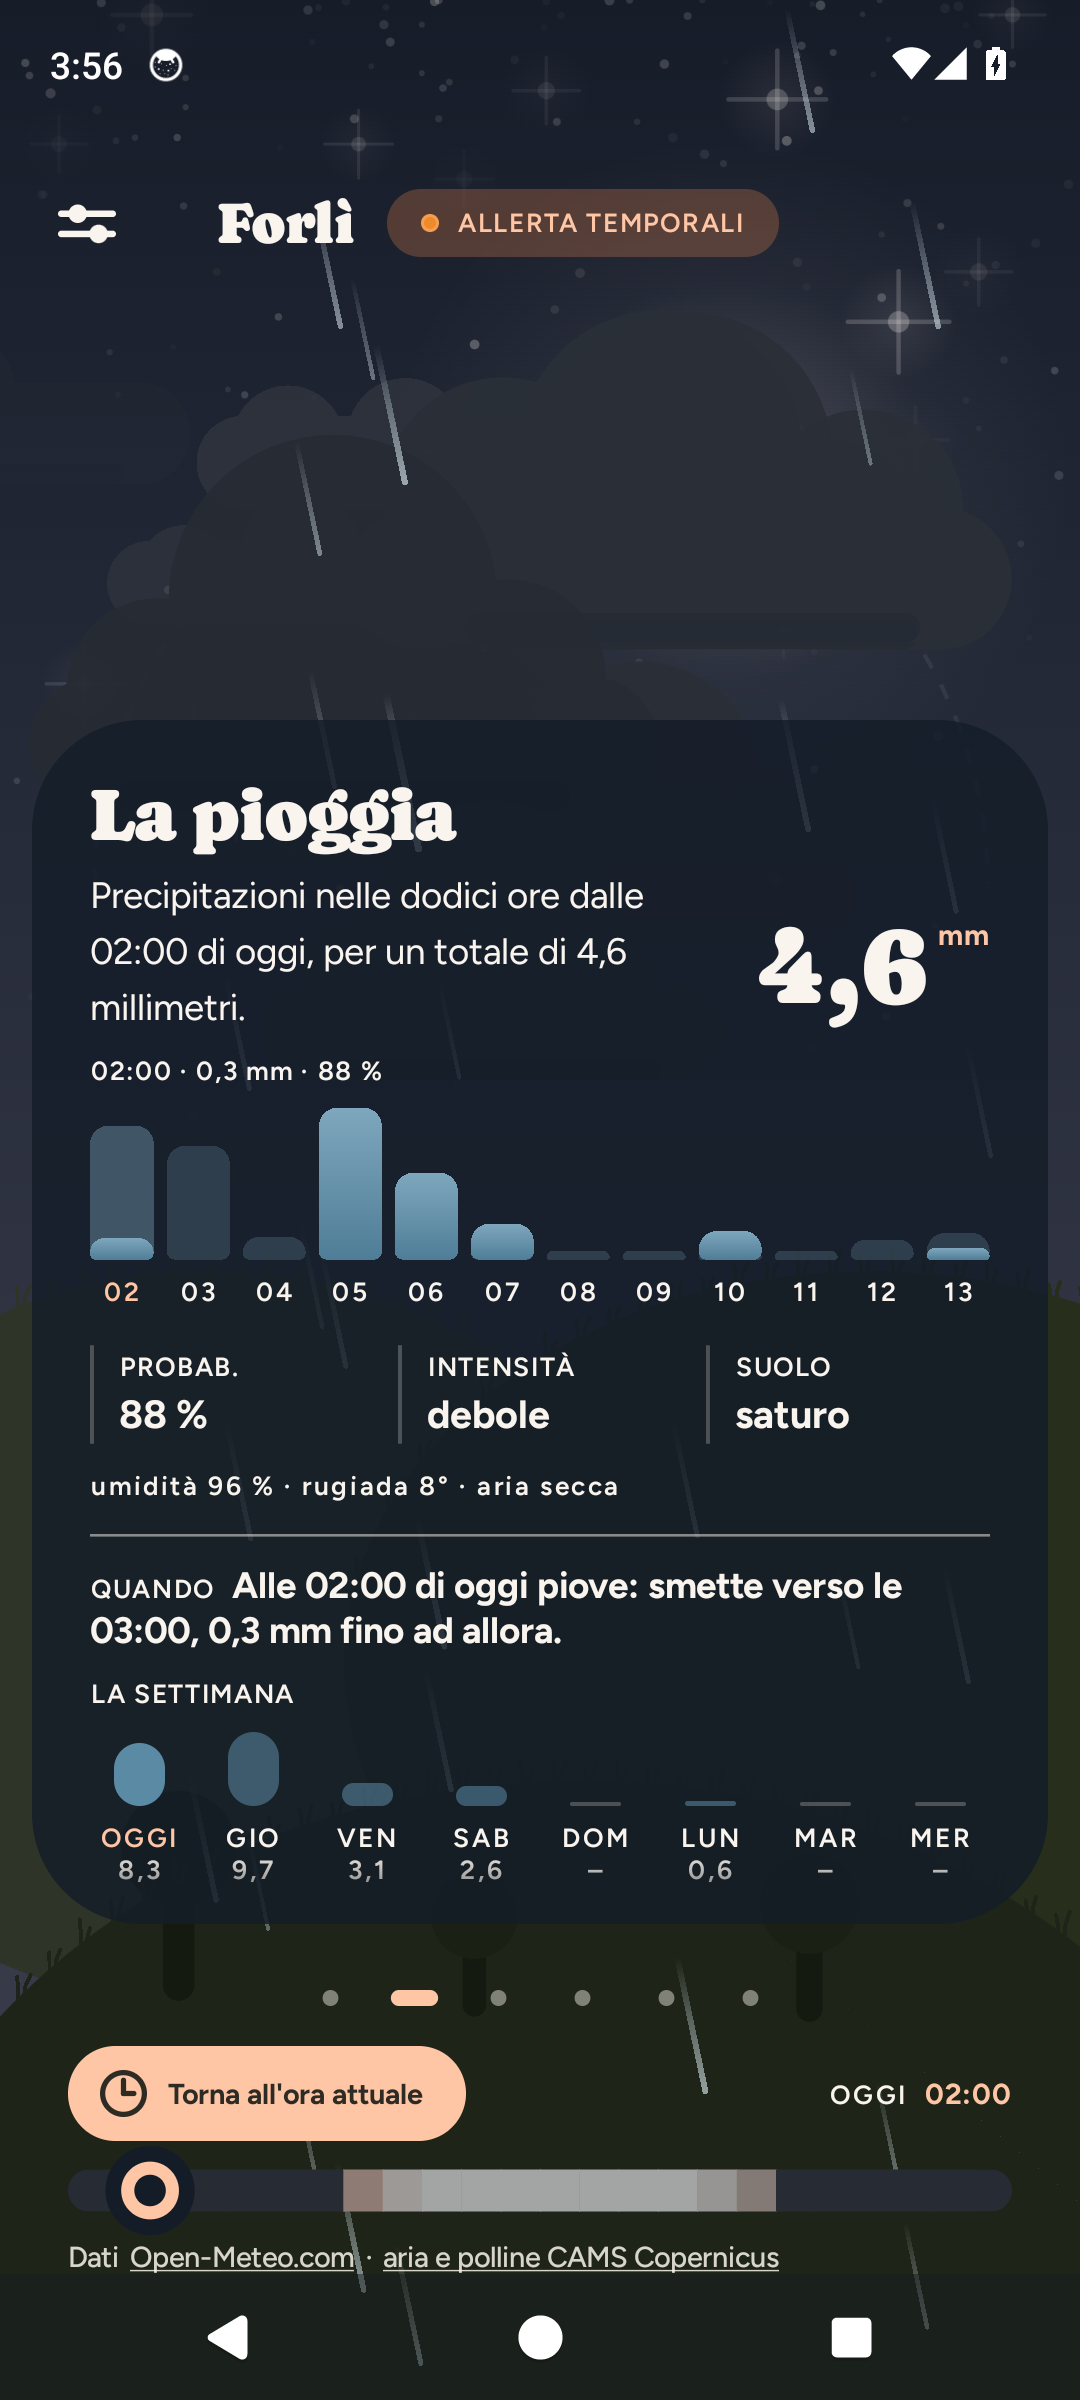 3:56
Forlì
ALLERTA TEMPORALI
La pioggia
Precipitazioni nelle dodici ore dalle
02:00 di oggi, per un totale di 4,6
millimetri.
4,6 mm
02:00 · 0,3 mm · 88 %
02 03 04 05 06 07 08 09 10 11 12 13
PROBAB. INTENSITÀ SUOLO
88 % debole saturo
umidità 96 % · rugiada 8° · aria secca
QUANDO Alle 02:00 di oggi piove: smette verso le
03:00, 0,3 mm fino ad allora.
LA SETTIMANA
OGGI GIO VEN SAB DOM LUN MAR MER
8,3 9,7 3,1 2,6 – 0,6 – –
Torna all'ora attuale
OGGI 02:00
Dati Open-Meteo.com · aria e polline CAMS Copernicus